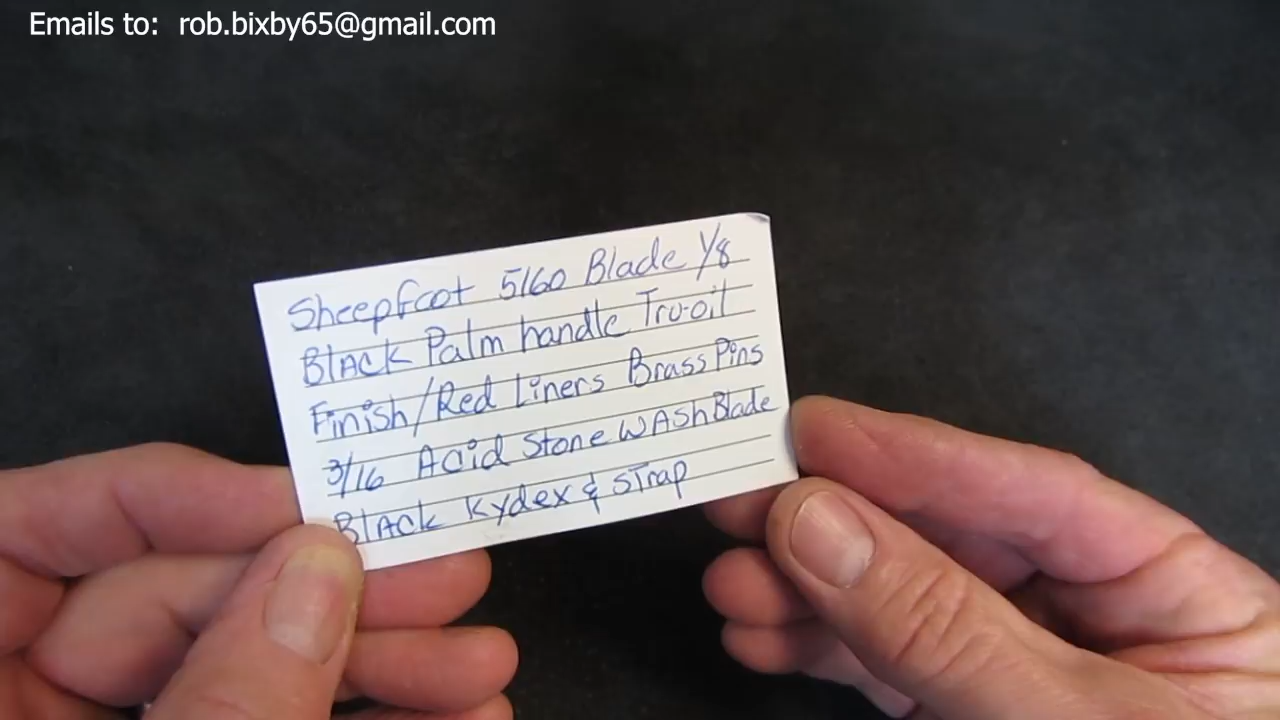 Emails to: rob.bixby65@gmail.com
Sheepfoot 5160 Blade 1/8
Black Palm handle Tru-oil
Finish/Red Liners Brass Pins
3/16 Acid Stone WAsh Blade
Black Kydex & sTrap